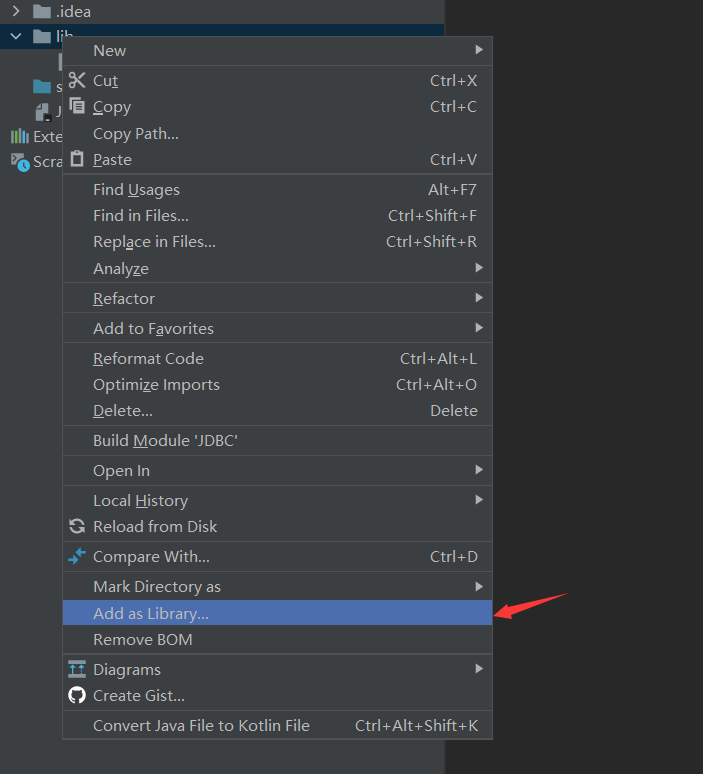 .idea
lib
New
Cut Ctrl+X
Copy Ctrl+C
Copy Path...
Paste Ctrl+V
Find Usages Alt+F7
Find in Files... Ctrl+Shift+F
Replace in Files... Ctrl+Shift+R
Analyze
Refactor
Add to Favorites
Reformat Code Ctrl+Alt+L
Optimize Imports Ctrl+Alt+O
Delete... Delete
Build Module 'JDBC'
Open In
Local History
Reload from Disk
Compare With... Ctrl+D
Mark Directory as
Add as Library...
Remove BOM
Diagrams
Create Gist...
Convert Java File to Kotlin File Ctrl+Alt+Shift+K